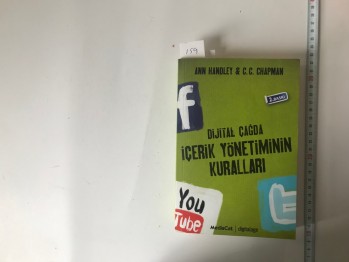 ANN HANDLEY & C.C. CHAPMAN
DİJİTAL ÇAĞDA
İÇERİK YÖNETİMİNİN
KURALLARI
f
You
Tube
t
MediaCat